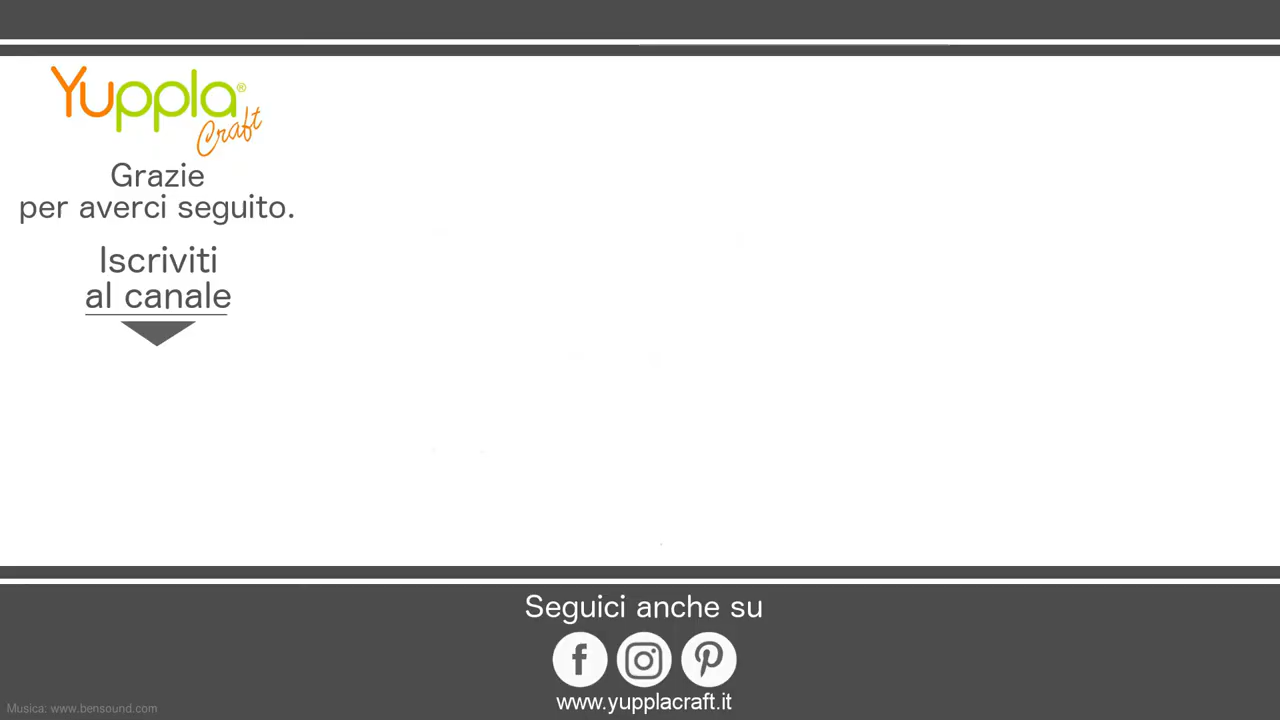 Yuppla®
Craft
Grazie
per averci seguito.
Iscriviti
al canale
Seguici anche su
www.yupplacraft.it
Musica: www.bensound.com